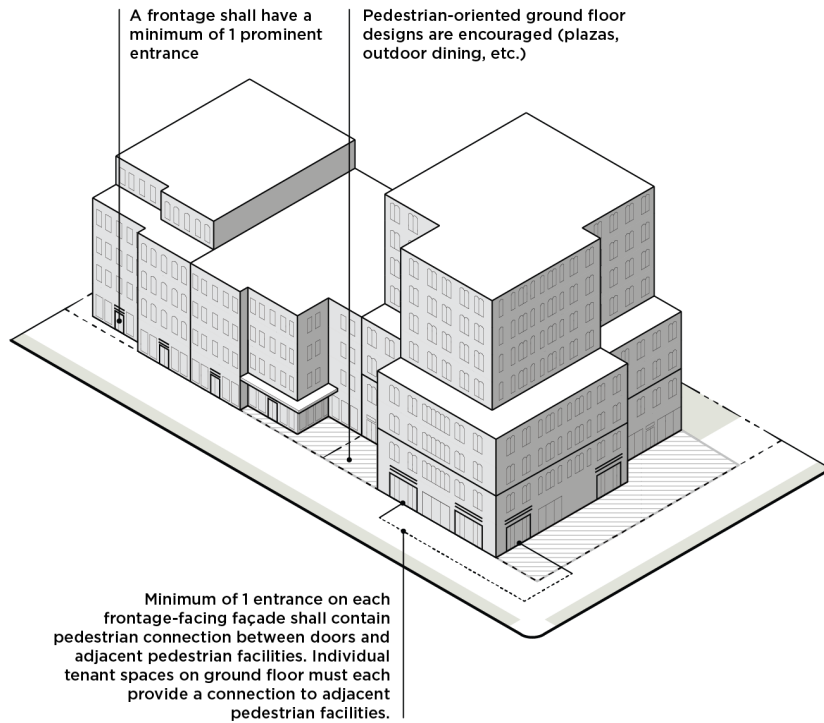 A frontage shall have a
minimum of 1 prominent
entrance
Pedestrian-oriented ground floor
designs are encouraged (plazas,
outdoor dining, etc.)
Minimum of 1 entrance on each
frontage-facing façade shall contain
pedestrian connection between doors and
adjacent pedestrian facilities. Individual
tenant spaces on ground floor must each
provide a connection to adjacent
pedestrian facilities.